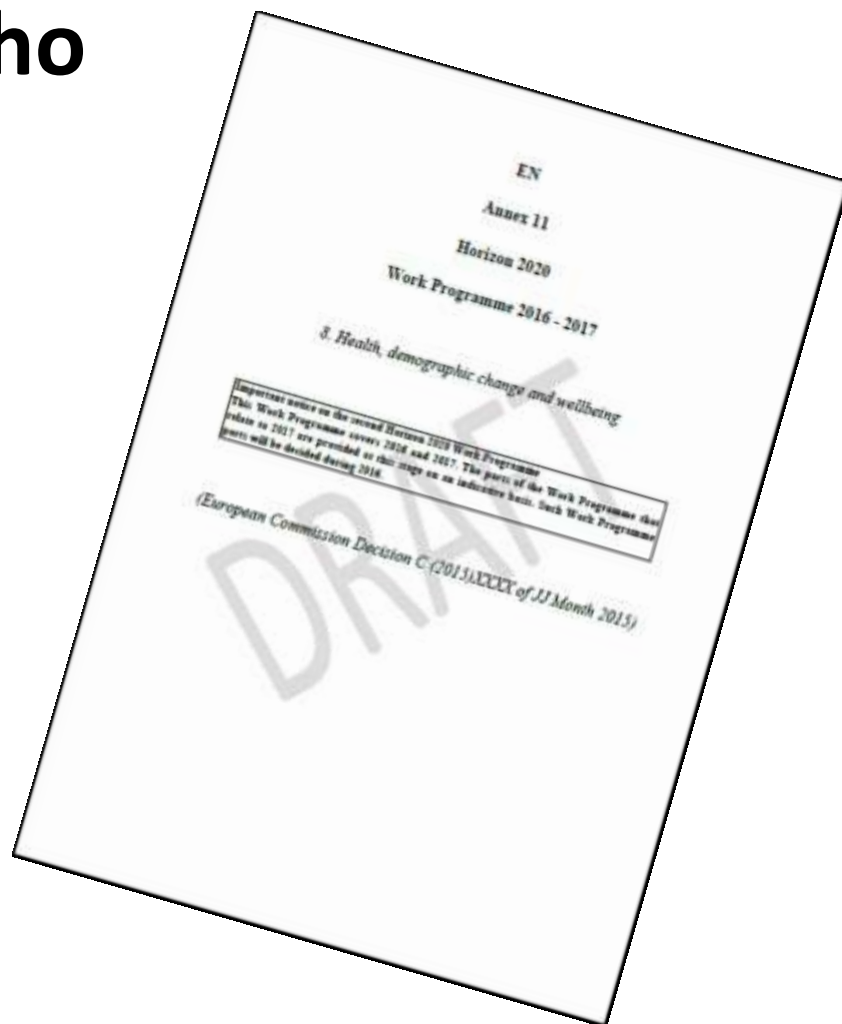 ho
EN
Annex 11
Horizon 2020
Work Programme 2016 - 2017
8. Health, demographic change and wellbeing
Important notice on the second Horizon 2020 Work Programme
This Work Programme covers 2016 and 2017. The parts of the Work Programme that
relate to 2017 are provided at this stage on an indicative basis. Such Work Programme
parts will be decided during 2016.
(European Commission Decision C (2015)XXXX of JJ Month 2015)
DRAFT